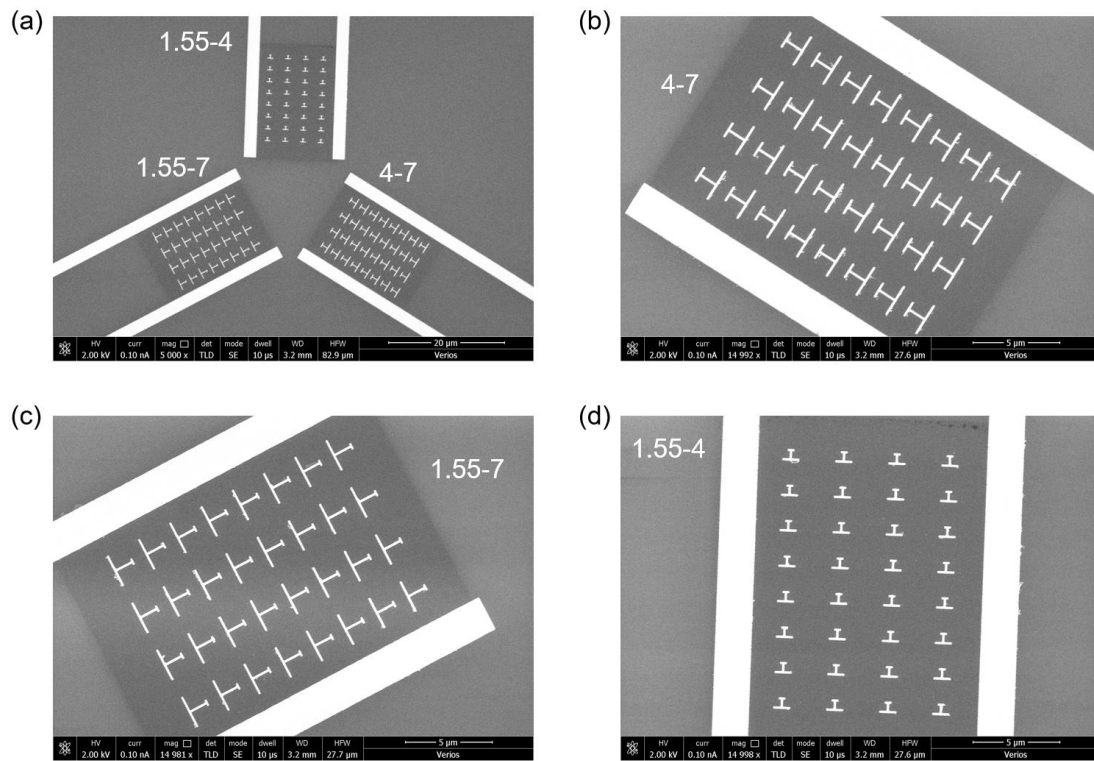 (a)
1.55-4
1.55-7
4-7
HV curr mag det mode dwell WD HFW 20 µm
2.00 kV 0.10 nA 5 000 x TLD SE 10 µs 3.2 mm 82.9 µm Verios
(b)
4-7
HV curr mag det mode dwell WD HFW 5 µm
2.00 kV 0.10 nA 14 992 x TLD SE 10 µs 3.2 mm 27.6 µm Verios
(c)
1.55-7
HV curr mag det mode dwell WD HFW 5 µm
2.00 kV 0.10 nA 14 981 x TLD SE 10 µs 3.2 mm 27.7 µm Verios
(d)
1.55-4
HV curr mag det mode dwell WD HFW 5 µm
2.00 kV 0.10 nA 14 998 x TLD SE 10 µs 3.2 mm 27.6 µm Verios